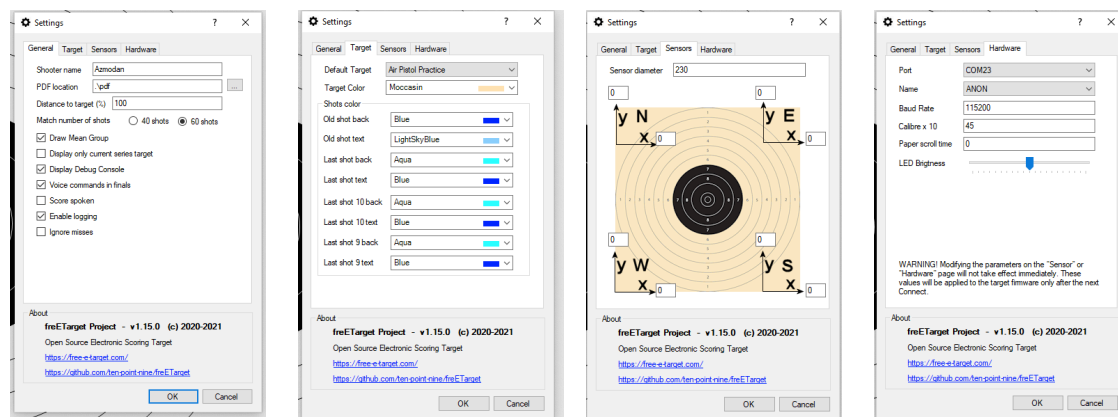 Settings ? ×
General Target Sensors Hardware
Shooter name Azmodan
PDF location .\pdf ...
Distance to target (%) 100
Match number of shots 40 shots 60 shots
Draw Mean Group
Display only current series target
Display Debug Console
Voice commands in finals
Score spoken
Enable logging
Ignore misses
About
freETarget Project - v1.15.0 (c) 2020-2021
Open Source Electronic Scoring Target
https://free-e-target.com/
https://github.com/ten-point-nine/freETarget
OK Cancel
Settings ? ×
General Target Sensors Hardware
Default Target Air Pistol Practice
Target Color Moccasin
Shots color
Old shot back Blue
Old shot text LightSkyBlue
Last shot back Aqua
Last shot text Blue
Last shot 10 back Aqua
Last shot 10 text Blue
Last shot 9 back Aqua
Last shot 9 text Blue
About
freETarget Project - v1.15.0 (c) 2020-2021
Open Source Electronic Scoring Target
https://free-e-target.com/
https://github.com/ten-point-nine/freETarget
OK Cancel
Settings ? ×
General Target Sensors Hardware
Sensor diameter 230
0 0
y N y E
x 0 x 0
0 0
y W y S
x 0 x 0
About
freETarget Project - v1.15.0 (c) 2020-2021
Open Source Electronic Scoring Target
https://free-e-target.com/
https://github.com/ten-point-nine/freETarget
OK Cancel
Settings ? ×
General Target Sensors Hardware
Port COM23
Name ANON
Baud Rate 115200
Calibre x 10 45
Paper scroll time 0
LED Brigtness
WARNING! Modifying the parameters on the "Sensor" or
"Hardware" page will not take effect immediately. These
values will be applied to the target firmware only after the next
Connect.
About
freETarget Project - v1.15.0 (c) 2020-2021
Open Source Electronic Scoring Target
https://free-e-target.com/
https://github.com/ten-point-nine/freETarget
OK Cancel